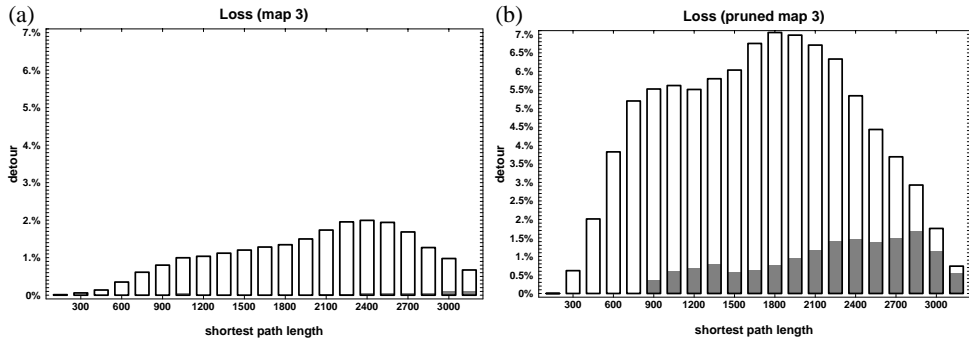 (a)
Loss (map 3)
7.%
6.%
5.%
4.%
3.%
2.%
1.%
0%
detour
300 600 900 1200 1500 1800 2100 2400 2700 3000
shortest path length
(b)
Loss (pruned map 3)
7.%
6.5%
6.%
5.5%
5.%
4.5%
4.%
3.5%
3.%
2.5%
2.%
1.5%
1.%
0.5%
0%
detour
300 600 900 1200 1500 1800 2100 2400 2700 3000
shortest path length